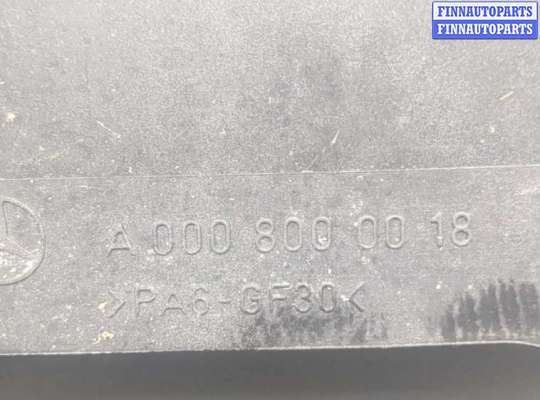 FINNAUTOPARTS
FINNAUTOPARTS
A 000 800 00 18
>PA6-GF30<